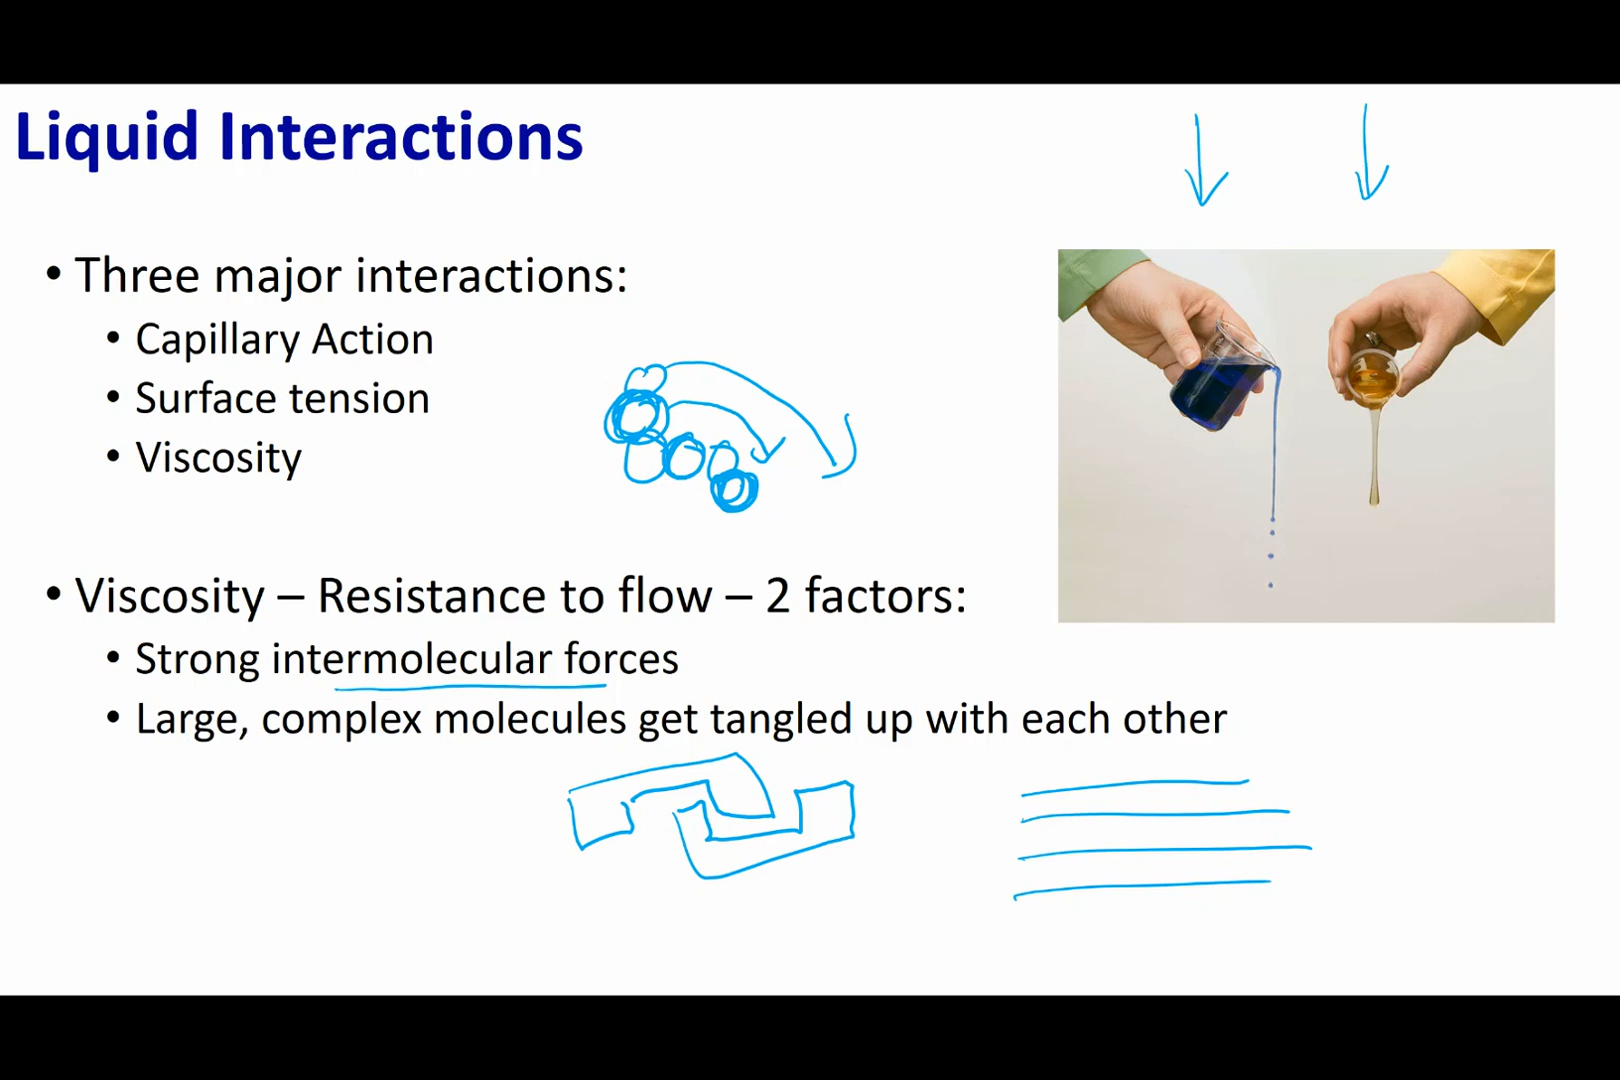 Liquid Interactions
• Three major interactions:
• Capillary Action
• Surface tension
• Viscosity
• Viscosity – Resistance to flow – 2 factors:
• Strong intermolecular forces
• Large, complex molecules get tangled up with each other